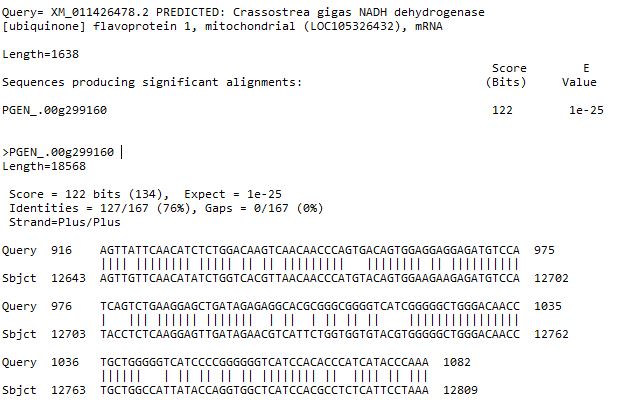 Query= XM_011426478.2 PREDICTED: Crassostrea gigas NADH dehydrogenase
[ubiquinone] flavoprotein 1, mitochondrial (LOC105326432), mRNA
Length=1638
Score E
Sequences producing significant alignments: (Bits) Value
PGEN_.00g299160 122 1e-25
>PGEN_.00g299160 |
Length=18568
Score = 122 bits (134), Expect = 1e-25
Identities = 127/167 (76%), Gaps = 0/167 (0%)
Strand=Plus/Plus
Query 916 AGTTATTCAACATCTCTGGACAAGTCAACAACCCAGTGACAGTGGAGGAGGAGATGTCCA 975
|||| |||||||| ||||| || || ||||||||| |||||||| || |||||||||||
Sbjct 12643 AGTTGTTCAACATATCTGGTCACGTTAACAACCCATGTACAGTGGAAGAAGAGATGTCCA 12702
Query 976 TCAGTCTGAAGGAGCTGATAGAGAGGCACGCGGGCGGGGTCATCGGGGGCTGGGACAACC 1035
| ||| || |||| ||||||| | || | || || || |||||||||||||||||
Sbjct 12703 TACCTCTCAAGGAGTTGATAGAACGTCATTCTGGTGGTGTACGTGGGGGCTGGGACAACC 12762
Query 1036 TGCTGGGGGTCATCCCCGGGGGGTCATCCACACCCATCATACCCAAA 1082
|||||| | || || || || || |||||||| || |||| || |||
Sbjct 12763 TGCTGGCCATTATACCAGGTGGCTCATCCACGCCTCTCATTCCTAAA 12809